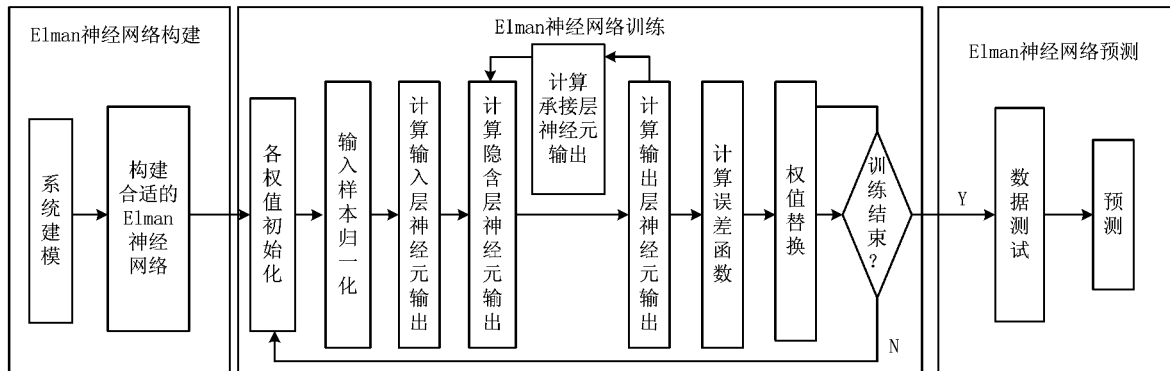 Elman神经网络构建
系统建模
构建
合适的
Elman
神经
网络
Elman神经网络训练
各权值初始化
输入样本归一化
计算输入层神经元输出
计算隐含层神经元输出
计算
承接层
神经元
输出
计算输出层神经元输出
计算误差函数
权值替换
训练结束?
N
Y
Elman神经网络预测
数据测试
预测